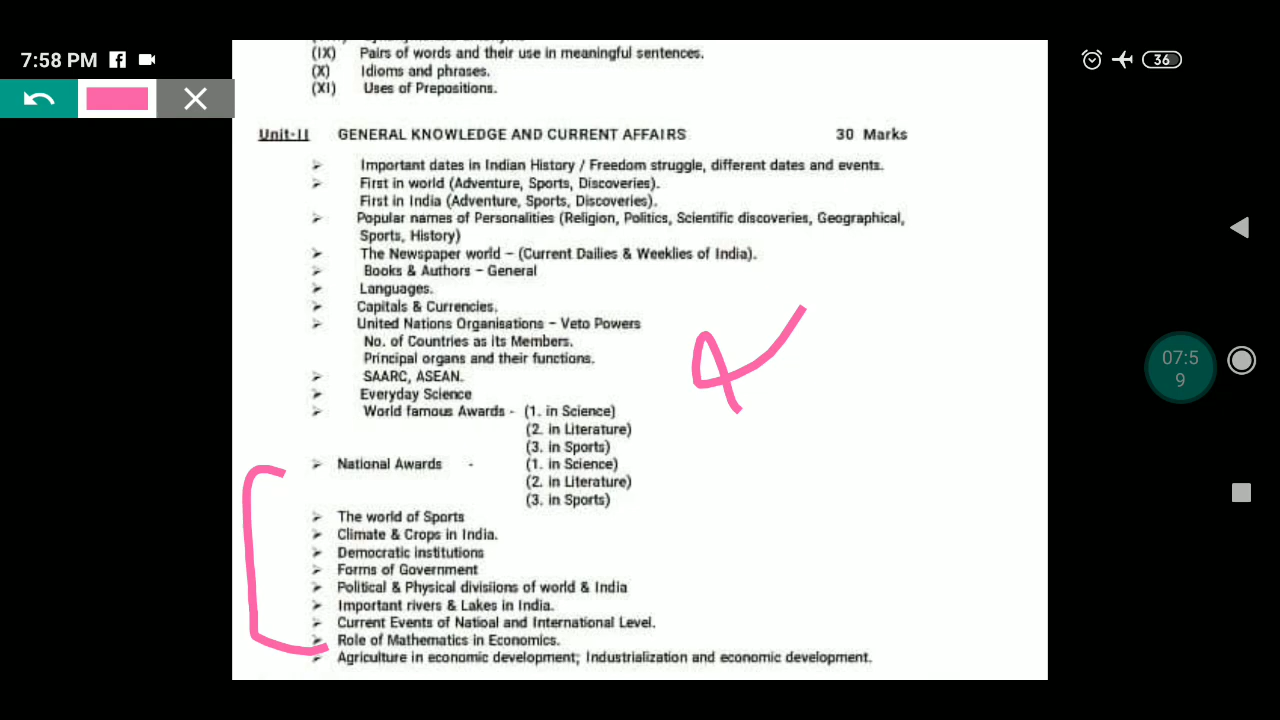 7:58 PM
36
(IX) Pairs of words and their use in meaningful sentences.
(X) Idioms and phrases.
(XI) Uses of Prepositions.
Unit-II GENERAL KNOWLEDGE AND CURRENT AFFAIRS 30 Marks
➢ Important dates in Indian History / Freedom struggle, different dates and events.
➢ First in world (Adventure, Sports, Discoveries).
First in India (Adventure, Sports, Discoveries).
➢ Popular names of Personalities (Religion, Politics, Scientific discoveries, Geographical,
Sports, History)
➢ The Newspaper world – (Current Dailies & Weeklies of India).
➢ Books & Authors – General
➢ Languages.
➢ Capitals & Currencies.
➢ United Nations Organisations – Veto Powers
No. of Countries as its Members.
Principal organs and their functions.
➢ SAARC, ASEAN.
➢ Everyday Science
➢ World famous Awards - (1. in Science)
(2. in Literature)
(3. in Sports)
➢ National Awards - (1. in Science)
(2. in Literature)
(3. in Sports)
➢ The world of Sports
➢ Climate & Crops in India.
➢ Democratic institutions
➢ Forms of Government
➢ Political & Physical divisiions of world & India
➢ Important rivers & Lakes in India.
➢ Current Events of Natioal and International Level.
➢ Role of Mathematics in Economics.
➢ Agriculture in economic development; Industrialization and economic development.
07:5
9